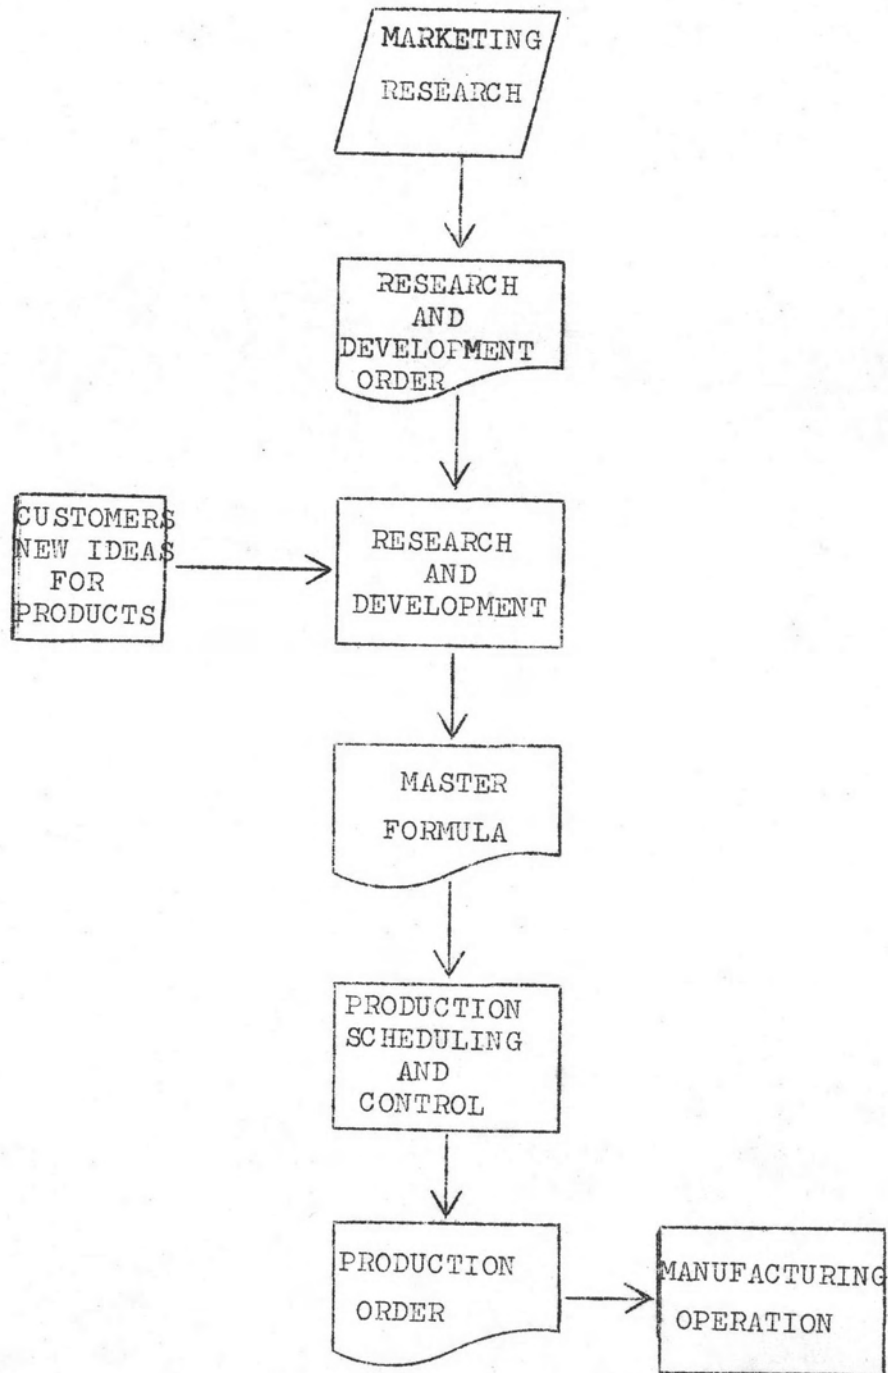 MARKETING
RESEARCH
RESEARCH
AND
DEVELOPMENT
ORDER
CUSTOMERS
NEW IDEAS
FOR
PRODUCTS
RESEARCH
AND
DEVELOPMENT
MASTER
FORMULA
PRODUCTION
SCHEDULING
AND
CONTROL
PRODUCTION
ORDER
MANUFACTURING
OPERATION